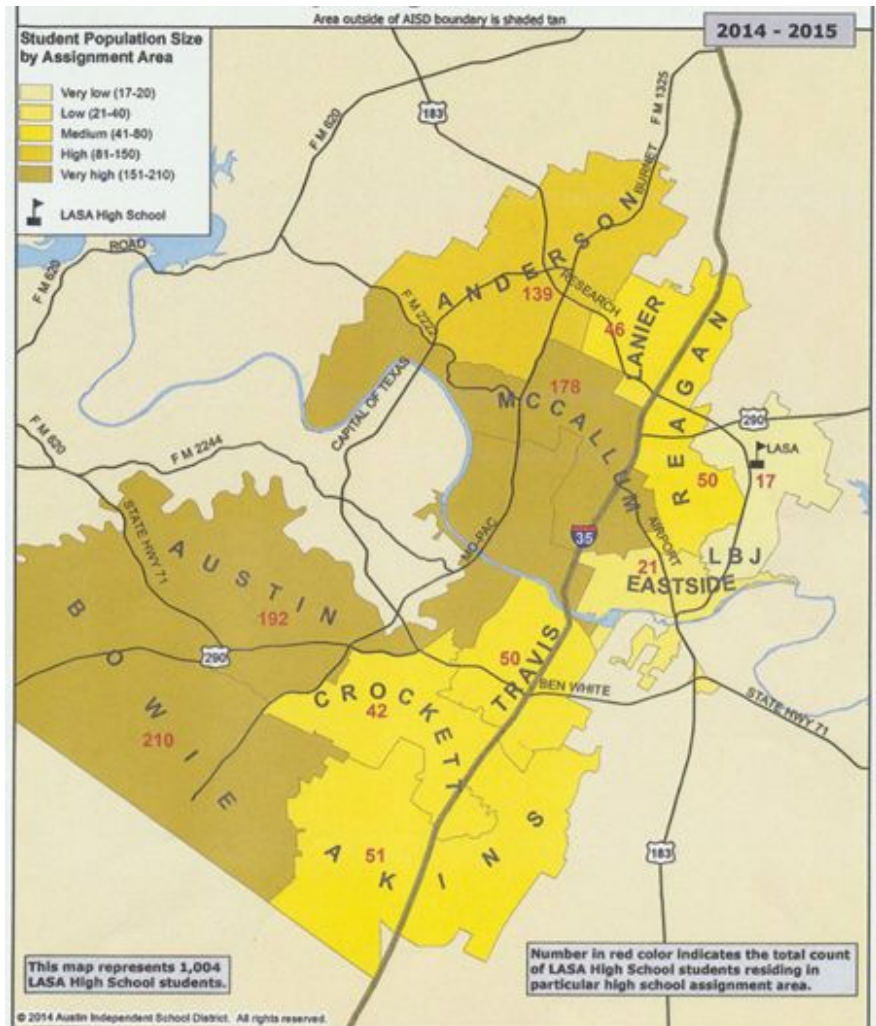 Area outside of AISD boundary is shaded tan
2014 - 2015
Student Population Size
by Assignment Area
Very low (17-20)
Low (21-40)
Medium (41-80)
High (81-150)
Very high (151-210)
LASA High School
183
F M 620
F M 1325
BURNET
ROAD
F M 620
ANDERSON
139
RESEARCH
F M 2222
46
LANIER
REAGAN
CAPITAL OF TEXAS
178
MCCALLUM
290
LASA
F M 620
F M 2244
50
17
STATE HWY 71
MO-PAC
35
AIRPORT
LBJ
21
EASTSIDE
AUSTIN
192
BOWIE
290
50
TRAVIS
BEN WHITE
CROCKETT
42
STATE HWY 71
210
51
AKINS
183
This map represents 1,004
LASA High School students.
Number in red color indicates the total count
of LASA High School students residing in
particular high school assignment area.
© 2014 Austin Independent School District. All rights reserved.